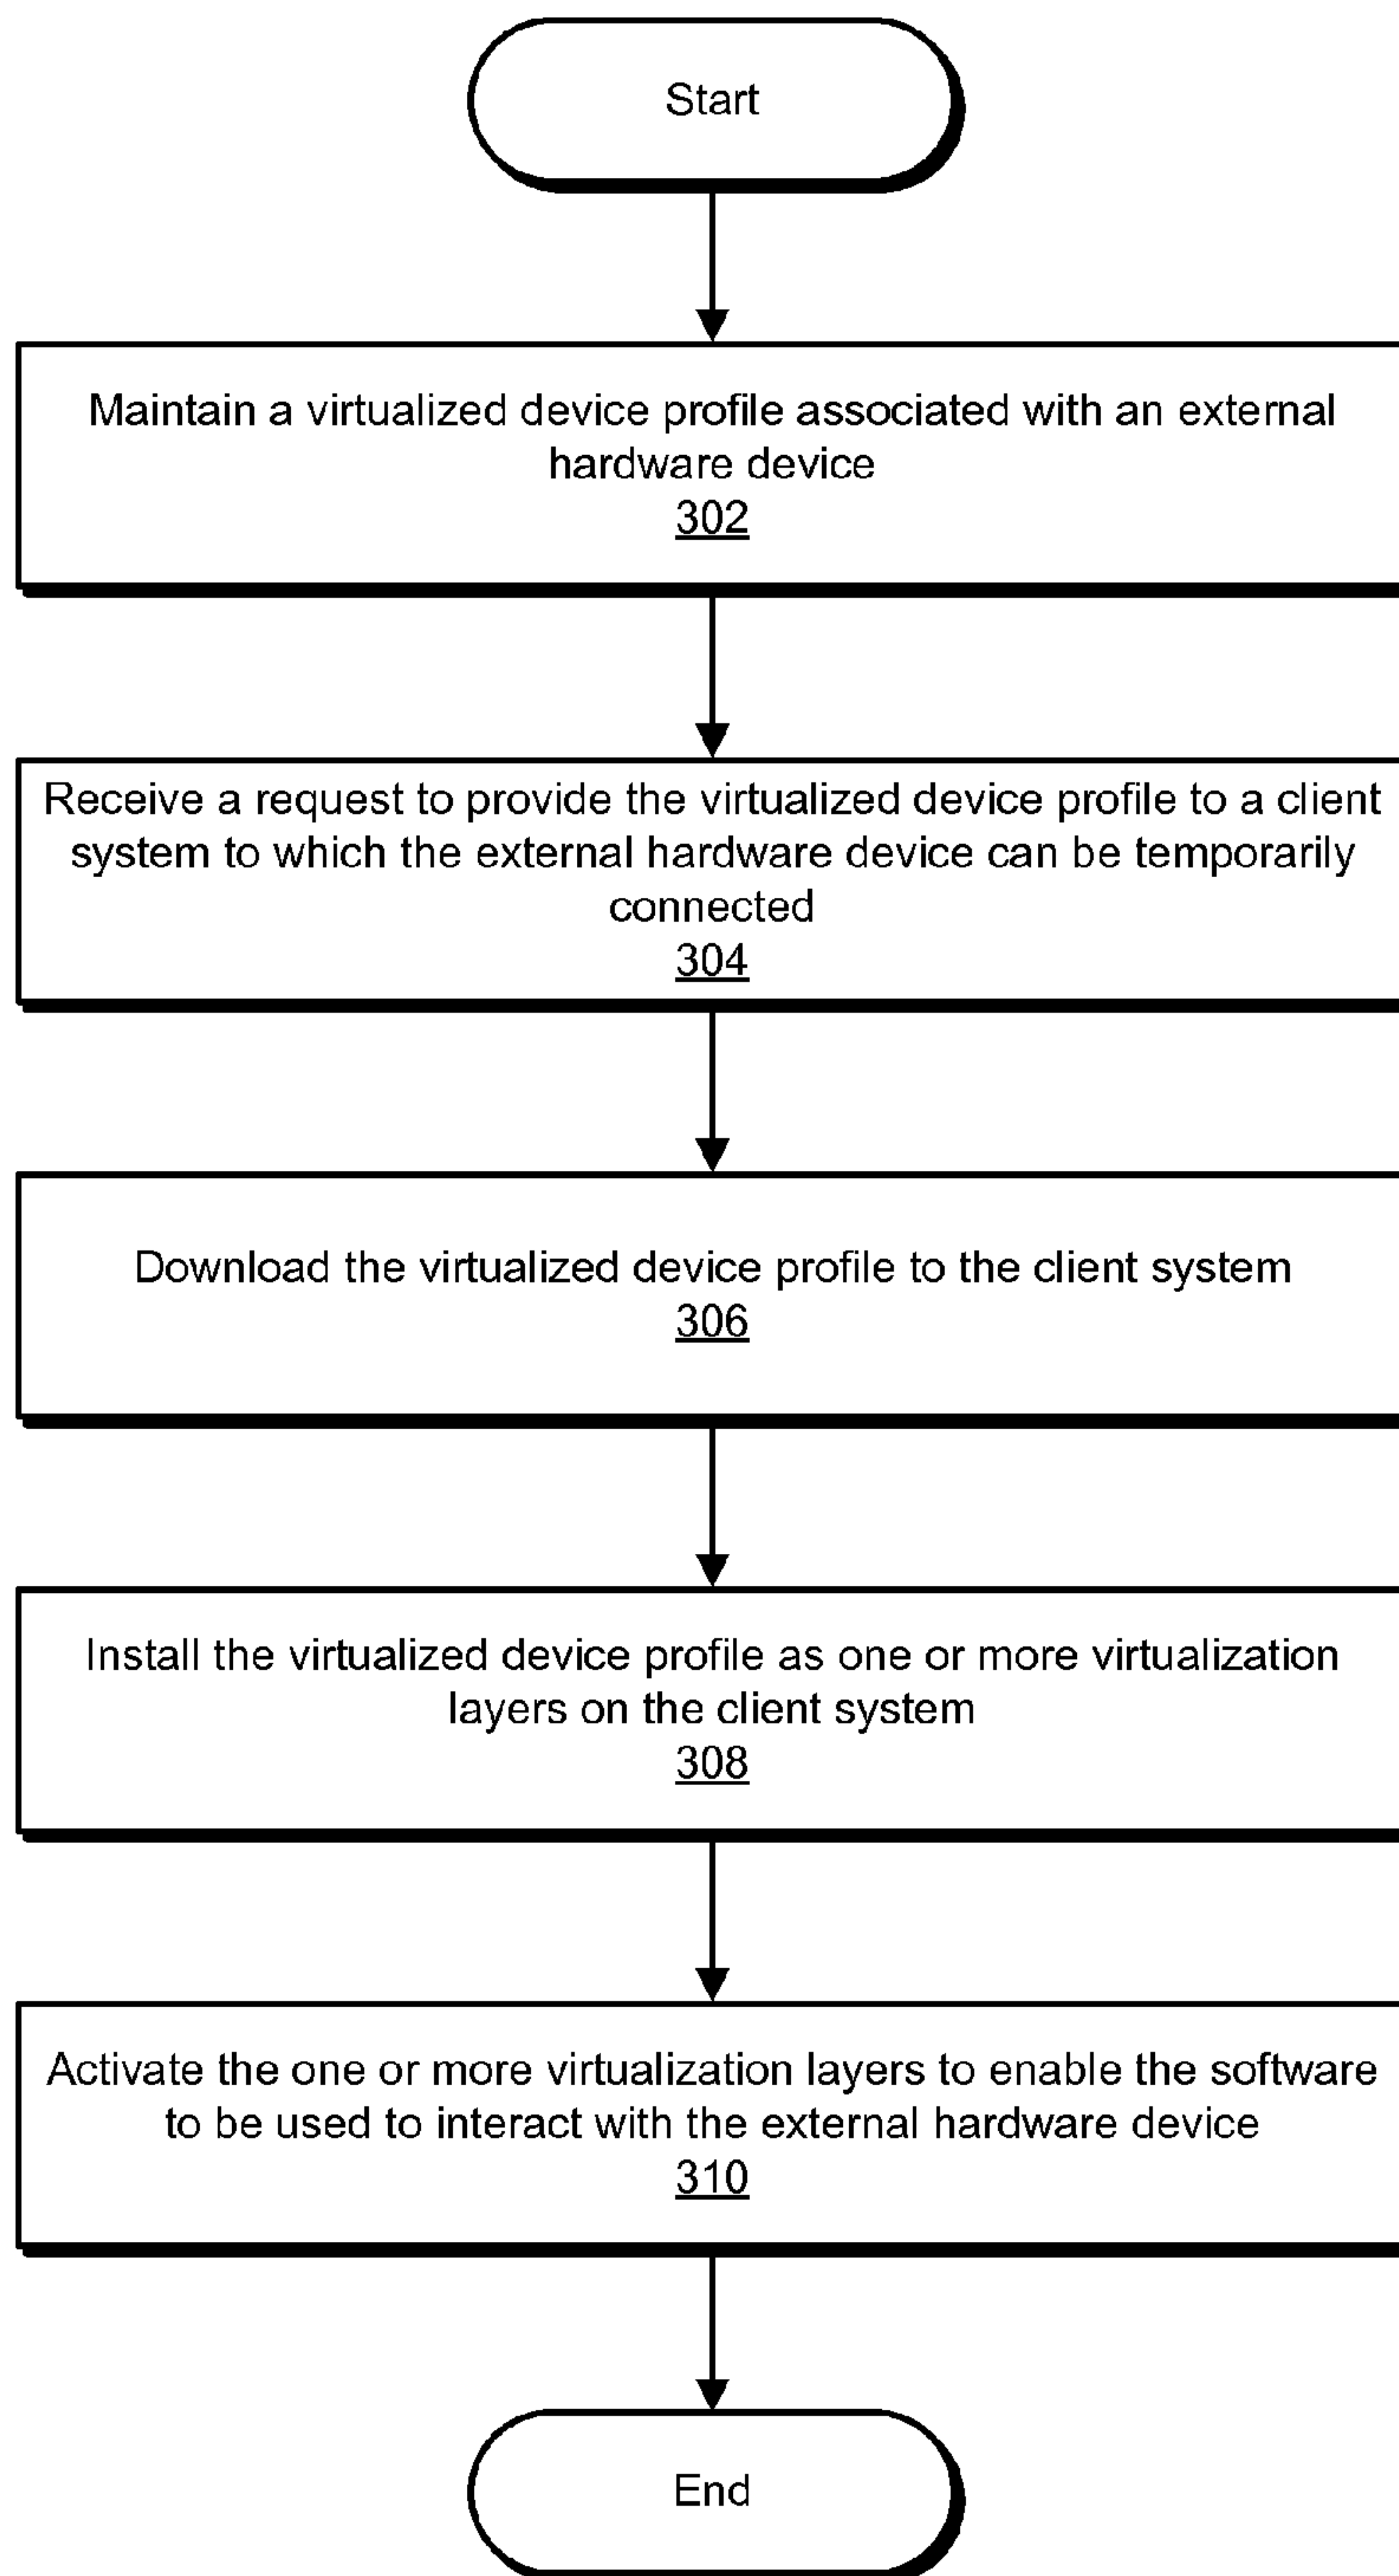 Start
Maintain a virtualized device profile associated with an external
hardware device
302
Receive a request to provide the virtualized device profile to a client
system to which the external hardware device can be temporarily
connected
304
Download the virtualized device profile to the client system
306
Install the virtualized device profile as one or more virtualization
layers on the client system
308
Activate the one or more virtualization layers to enable the software
to be used to interact with the external hardware device
310
End